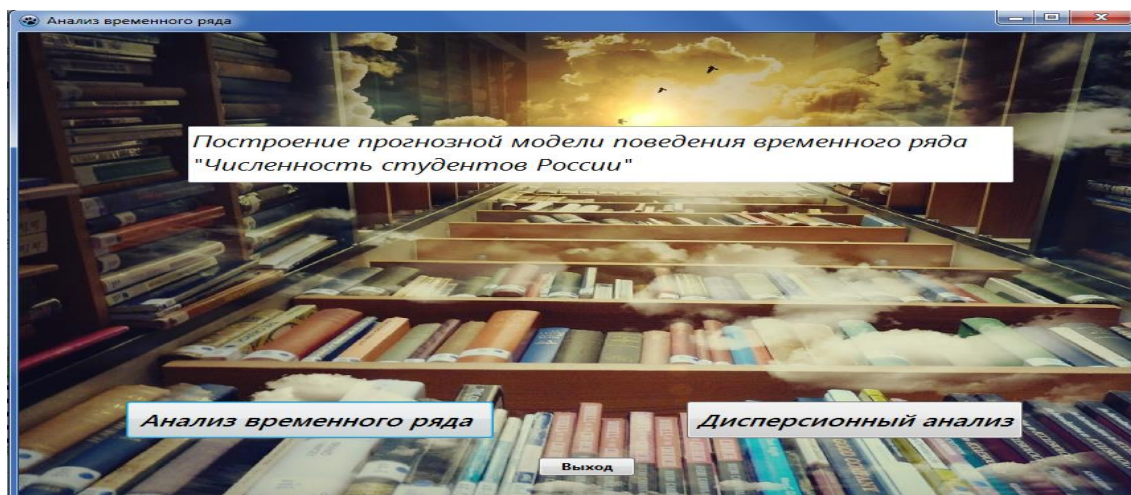 Анализ временного ряда
Построение прогнозной модели поведения временного ряда
"Численность студентов России"
Анализ временного ряда
Дисперсионный анализ
Выход